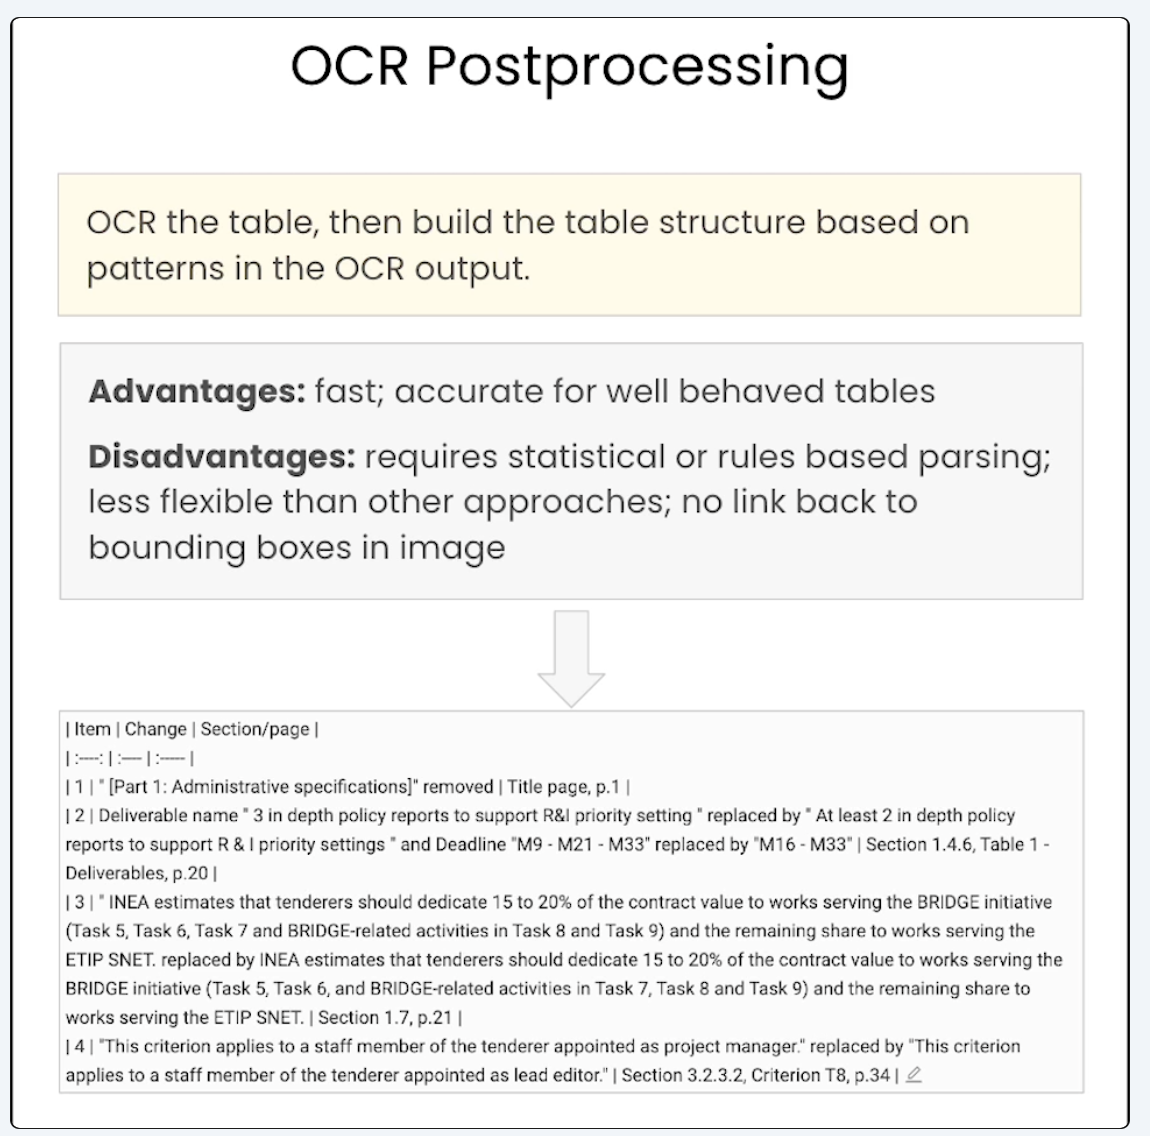 OCR Postprocessing
OCR the table, then build the table structure based on
patterns in the OCR output.
Advantages: fast; accurate for well behaved tables
Disadvantages: requires statistical or rules based parsing;
less flexible than other approaches; no link back to
bounding boxes in image
| Item | Change | Section/page |
| :----: | :---- | :----- |
| 1 | " [Part 1: Administrative specifications]" removed | Title page, p.1 |
| 2 | Deliverable name " 3 in depth policy reports to support R&I priority setting " replaced by " At least 2 in depth policy
reports to support R & I priority settings " and Deadline "M9 - M21 - M33" replaced by "M16 - M33" | Section 1.4.6, Table 1 -
Deliverables, p.20 |
| 3 | " INEA estimates that tenderers should dedicate 15 to 20% of the contract value to works serving the BRIDGE initiative
(Task 5, Task 6, Task 7 and BRIDGE-related activities in Task 8 and Task 9) and the remaining share to works serving the
ETIP SNET. replaced by INEA estimates that tenderers should dedicate 15 to 20% of the contract value to works serving the
BRIDGE initiative (Task 5, Task 6, and BRIDGE-related activities in Task 7, Task 8 and Task 9) and the remaining share to
works serving the ETIP SNET. | Section 1.7, p.21 |
| 4 | "This criterion applies to a staff member of the tenderer appointed as project manager." replaced by "This criterion
applies to a staff member of the tenderer appointed as lead editor." | Section 3.2.3.2, Criterion T8, p.34 |